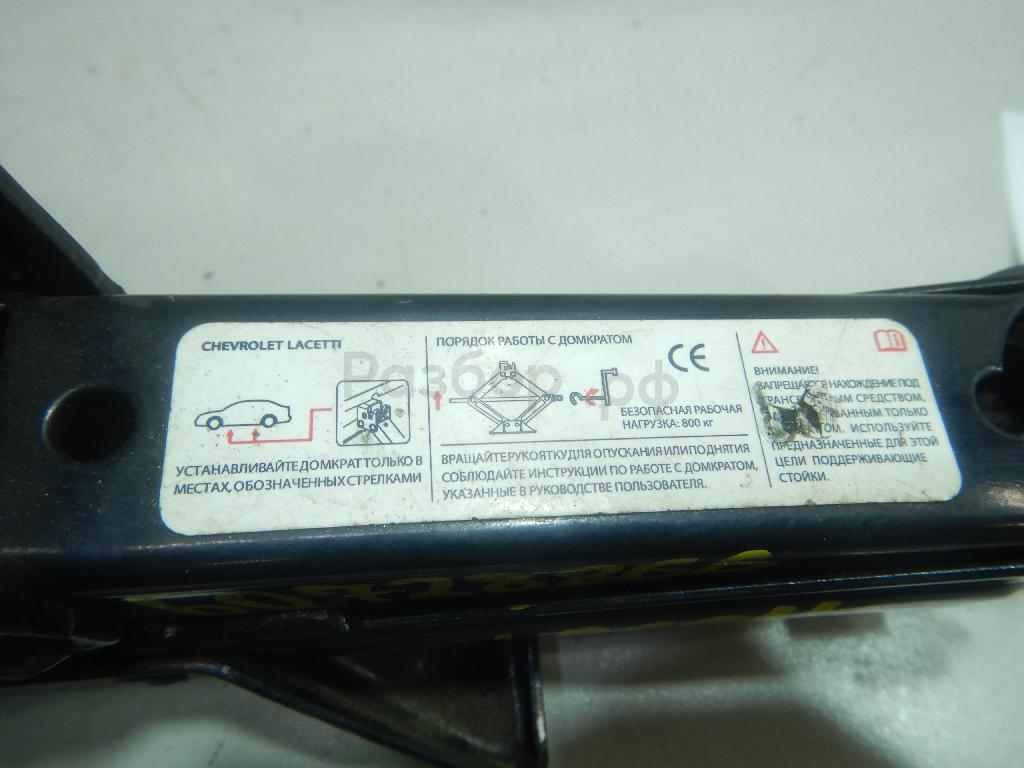 CHEVROLET LACETTI
УСТАНАВЛИВАЙТЕ ДОМКРАТ ТОЛЬКО В
МЕСТАХ, ОБОЗНАЧЕННЫХ СТРЕЛКАМИ
ПОРЯДОК РАБОТЫ С ДОМКРАТОМ
CE
БЕЗОПАСНАЯ РАБОЧАЯ
НАГРУЗКА: 800 кг
ВРАЩАЙТЕ РУКОЯТКУ ДЛЯ ОПУСКАНИЯ ИЛИ ПОДНЯТИЯ
СОБЛЮДАЙТЕ ИНСТРУКЦИИ ПО РАБОТЕ С ДОМКРАТОМ,
УКАЗАННЫЕ В РУКОВОДСТВЕ ПОЛЬЗОВАТЕЛЯ.
ВНИМАНИЕ!
ЗАПРЕЩАЕТСЯ НАХОЖДЕНИЕ ПОД
СРЕДСТВОМ,
ТОЛЬКО
ИСПОЛЬЗУЙТЕ
ПРЕДНАЗНАЧЕННЫЕ ДЛЯ ЭТОЙ
ЦЕЛИ ПОДДЕРЖИВАЮЩИЕ
СТОЙКИ.
Разбор.рф